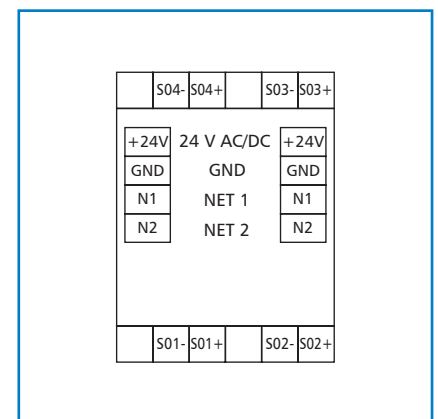 S04- S04+ S03- S03+
+24V 24 V AC/DC +24V
GND GND GND
N1 NET 1 N1
N2 NET 2 N2
S01- S01+ S02- S02+